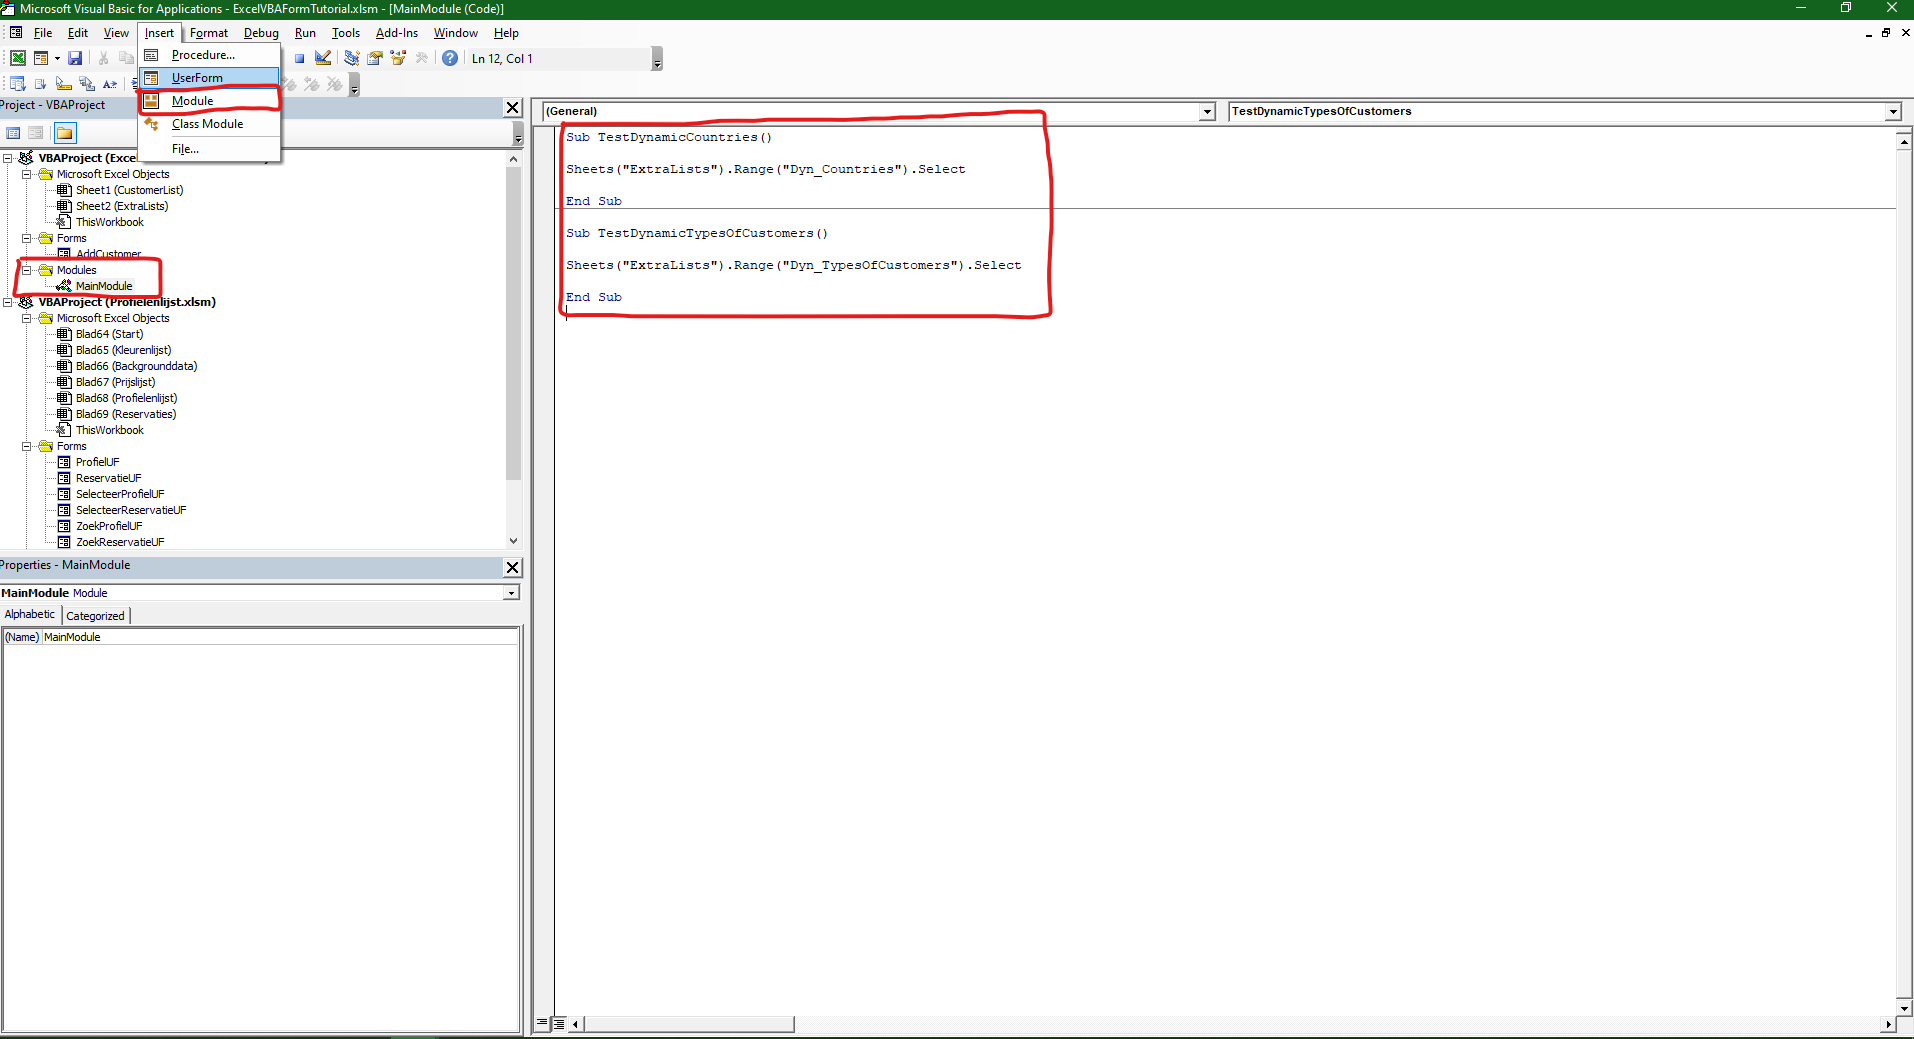 Microsoft Visual Basic for Applications - ExcelVBAFormTutorial.xlsm - [MainModule (Code)]
File Edit View Insert Format Debug Run Tools Add-Ins Window Help
Procedure...
UserForm
Module
Class Module
File...
Ln 12, Col 1
Project - VBAProject
VBAProject (Excel
Microsoft Excel Objects
Sheet1 (CustomerList)
Sheet2 (ExtraLists)
ThisWorkbook
Forms
AddCustomer
Modules
MainModule
VBAProject (Profielenlijst.xlsm)
Microsoft Excel Objects
Blad64 (Start)
Blad65 (Kleurenlijst)
Blad66 (Backgrounddata)
Blad67 (Prijslijst)
Blad68 (Profielenlijst)
Blad69 (Reservaties)
ThisWorkbook
Forms
ProfielUF
ReservatieUF
SelecteerProfielUF
SelecteerReservatieUF
ZoekProfielUF
ZoekReservatieUF
Properties - MainModule
MainModule Module
Alphabetic Categorized
(Name) MainModule
(General) TestDynamicTypesOfCustomers
Sub TestDynamicCountries()
Sheets("ExtraLists").Range("Dyn_Countries").Select
End Sub
Sub TestDynamicTypesOfCustomers()
Sheets("ExtraLists").Range("Dyn_TypesOfCustomers").Select
End Sub